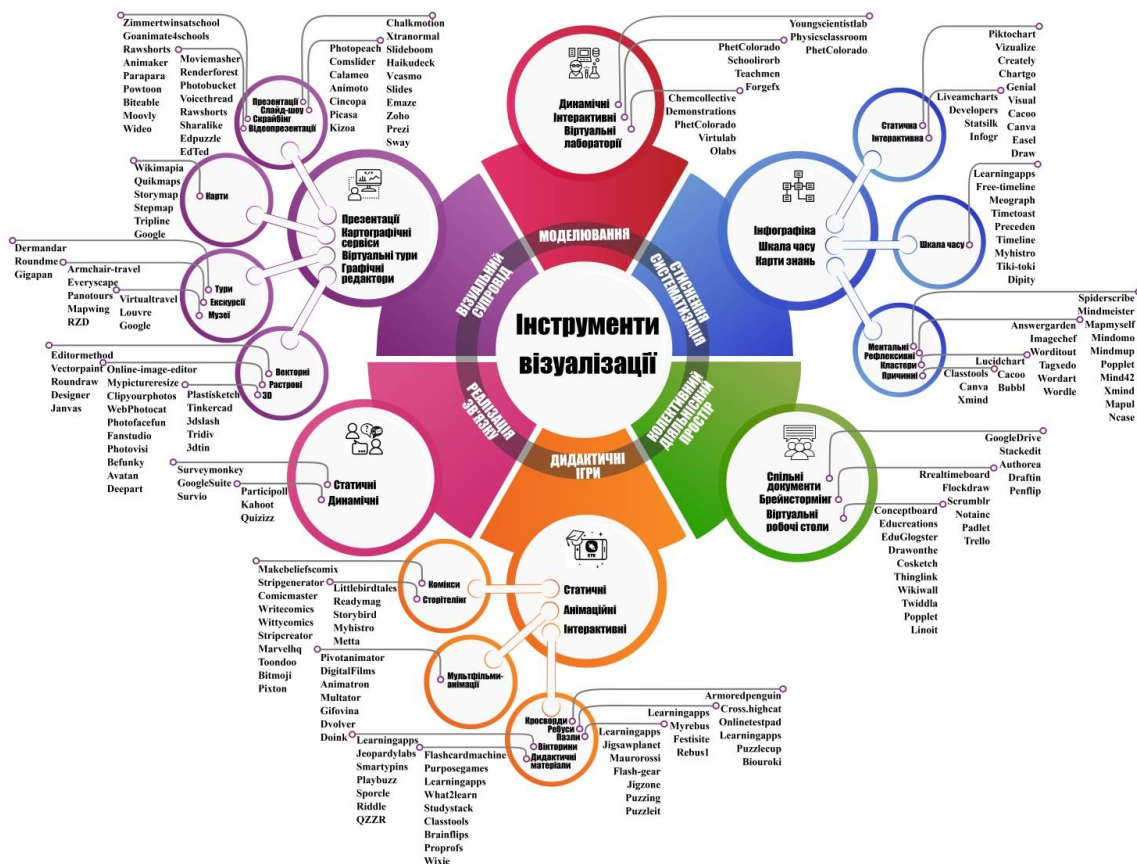 Інструменти
візуалізації
МОДЕЛЮВАННЯ
СТИСНЕННЯ
СИСТЕМАТИЗАЦІЯ
КОЛЕКТИВНИЙ
ДІЯЛЬНІСНИЙ
ПРОСТІР
ДИДАКТИЧНІ
ІГРИ
РЕАЛІЗАЦІЯ
ЗВ'ЯЗКУ
ВІЗУАЛЬНИЙ
СУПРОВІД
Динамічні
Інтерактивні
Віртуальні
лабораторії
Youngscientistlab
Physicsclassroom
PhetColorado
PhetColorado
Schoolinorb
Teachmen
Forgefx
Chemcollective
Demonstrations
PhetColorado
Virtulab
Olabs
Інфографіка
Шкала часу
Карти знань
Статична
Інтерактивна
Piktochart
Vizualize
Creately
Chartgo
Genial
Visual
Cacoo
Canva
Easel
Draw
Liveamcharts
Developers
Statsilk
Infogr
Шкала часу
Learningapps
Free-timeline
Meograph
Timetoast
Preceden
Timeline
Myhistro
Tiki-toki
Dipity
Ментальні
Рефлексивні
Кластери
Причинні
Spiderscribe
Mindmeister
Mapmyself
Mindomo
Mindmup
Popplet
Mind42
Xmind
Mapul
Ncase
Answergarden
Imagechef
Worditout
Tagxedo
Wordart
Wordle
Lucidchart
Cacoo
Bubbl
Classtools
Canva
Xmind
Спільні
документи
Брейнстормінг
Віртуальні
робочі столи
GoogleDrive
Stackedit
Authorea
Draftin
Penflip
Rrealtimeboard
Flockdraw
Scrumblr
Notainc
Padlet
Trello
Conceptboard
Educreations
EduGlogster
Drawonthe
Cosketch
Thinglink
Wikiwall
Twiddla
Popplet
Linoit
Статичні
Анімаційні
Інтерактивні
Комікси
Сторітелінг
Makebeliefscomix
Stripgenerator
Comicmaster
Writecomics
Wittycomics
Stripcreator
Marvelhq
Toondoo
Bitmoji
Pixton
Littlebirdtales
Readymag
Storybird
Myhistro
Metta
Мультфільми-
анімації
Pivotanimator
DigitalFilms
Animatron
Multator
Gifovina
Dvolver
Doink
Кросворди
Ребуси
Пазли
Вікторини
Дидактичні
матеріали
Armoredpenguin
Cross.highcat
Onlinetestpad
Learningapps
Puzzlecup
Biouroki
Learningapps
Myrebus
Festisite
Rebus1
Learningapps
Jigsawplanet
Maurorossi
Flash-gear
Jigzone
Puzzing
Puzzleit
Learningapps
Jeopardylabs
Smartypins
Playbuzz
Sporcle
Riddle
QZZR
Flashcardmachine
Purposegames
Learningapps
What2learn
Studystack
Classtools
Brainflips
Proprofs
Wixie
Статичні
Динамічні
Surveymonkey
GoogleSuite
Survio
Participoll
Kahoot
Quizizz
Презентації
Картографічні
сервіси
Віртуальні тури
Графічні
редактори
Презентації
Слайд-шоу
Скрайбінг
Відеопрезентації
Chalkmotion
Xtranormal
Slideboom
Haikudeck
Vcasmo
Slides
Emaze
Zoho
Prezi
Sway
Photopeach
Comslider
Calameo
Animoto
Cincopa
Picasa
Kizoa
Zimmertwinsatschool
Goanimate4schools
Rawshorts
Animaker
Parapara
Powtoon
Biteable
Moovly
Wideo
Moviemasher
Renderforest
Photobucket
Voicethread
Rawshorts
Sharalike
Edpuzzle
EdTed
Карти
Wikimapia
Quikmaps
Storymap
Stepmap
Tripline
Google
Тури
Екскурсії
Музеї
Dermandar
Roundme
Gigapan
Armchair-travel
Everyscape
Panotours
Mapwing
RZD
Virtualtravel
Louvre
Google
Векторні
Растрові
3D
Editormethod
Vectorpaint
Roundraw
Designer
Janvas
Online-image-editor
Mypictureresize
Clipyourphotos
WebPhotocat
Photofacefun
Fanstudio
Photovisi
Befunky
Avatan
Deepart
Plastisketch
Tinkercad
3dslash
Tridiv
3dtin